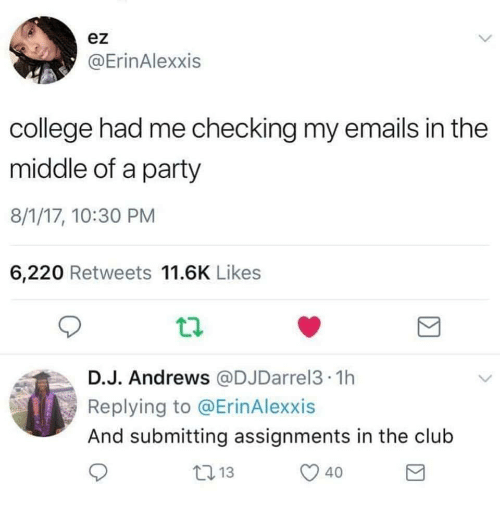 ez
@ErinAlexxis
college had me checking my emails in the
middle of a party
8/1/17, 10:30 PM
6,220 Retweets 11.6K Likes
D.J. Andrews @DJDarrel3 · 1h
Replying to @ErinAlexxis
And submitting assignments in the club
13 40